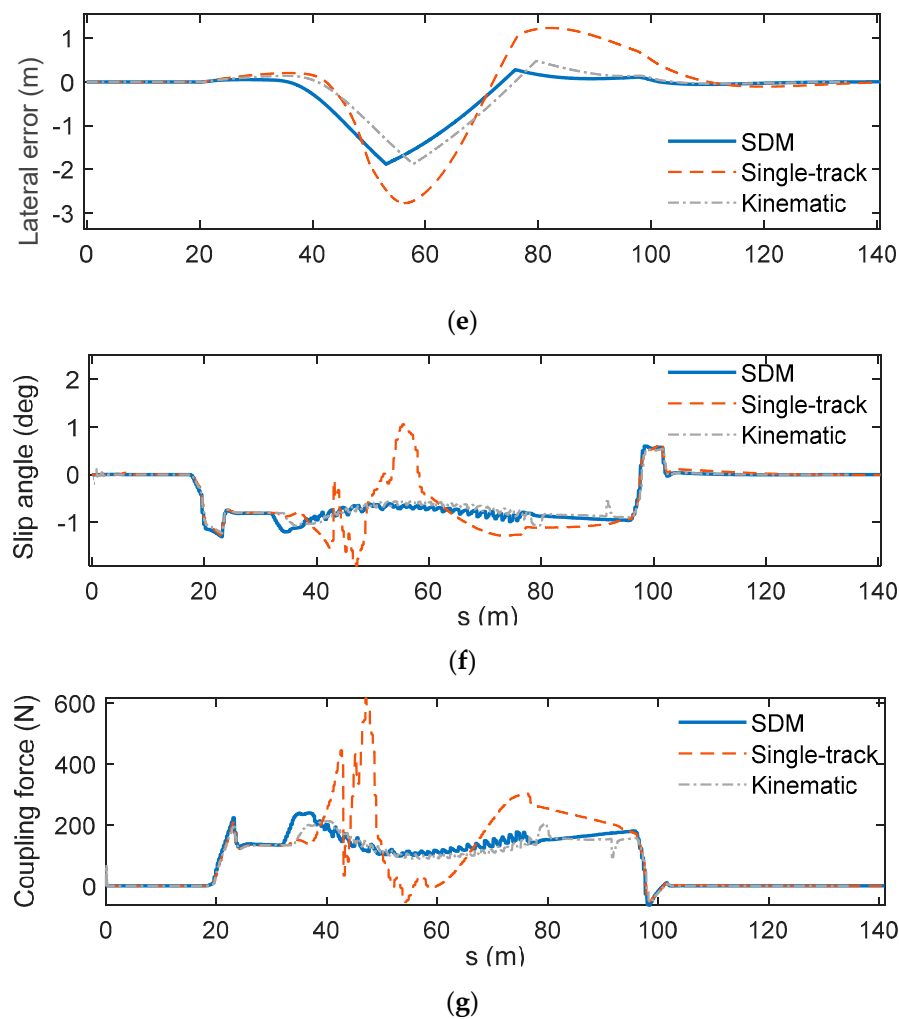 Lateral error (m)
1
0
-1
-2
-3
SDM
Single-track
Kinematic
0 20 40 60 80 100 120 140
(e)
Slip angle (deg)
2
1
0
-1
SDM
Single-track
Kinematic
0 20 40 60 80 100 120 140
s (m)
(f)
Coupling force (N)
600
400
200
0
SDM
Single-track
Kinematic
0 20 40 60 80 100 120 140
s (m)
(g)